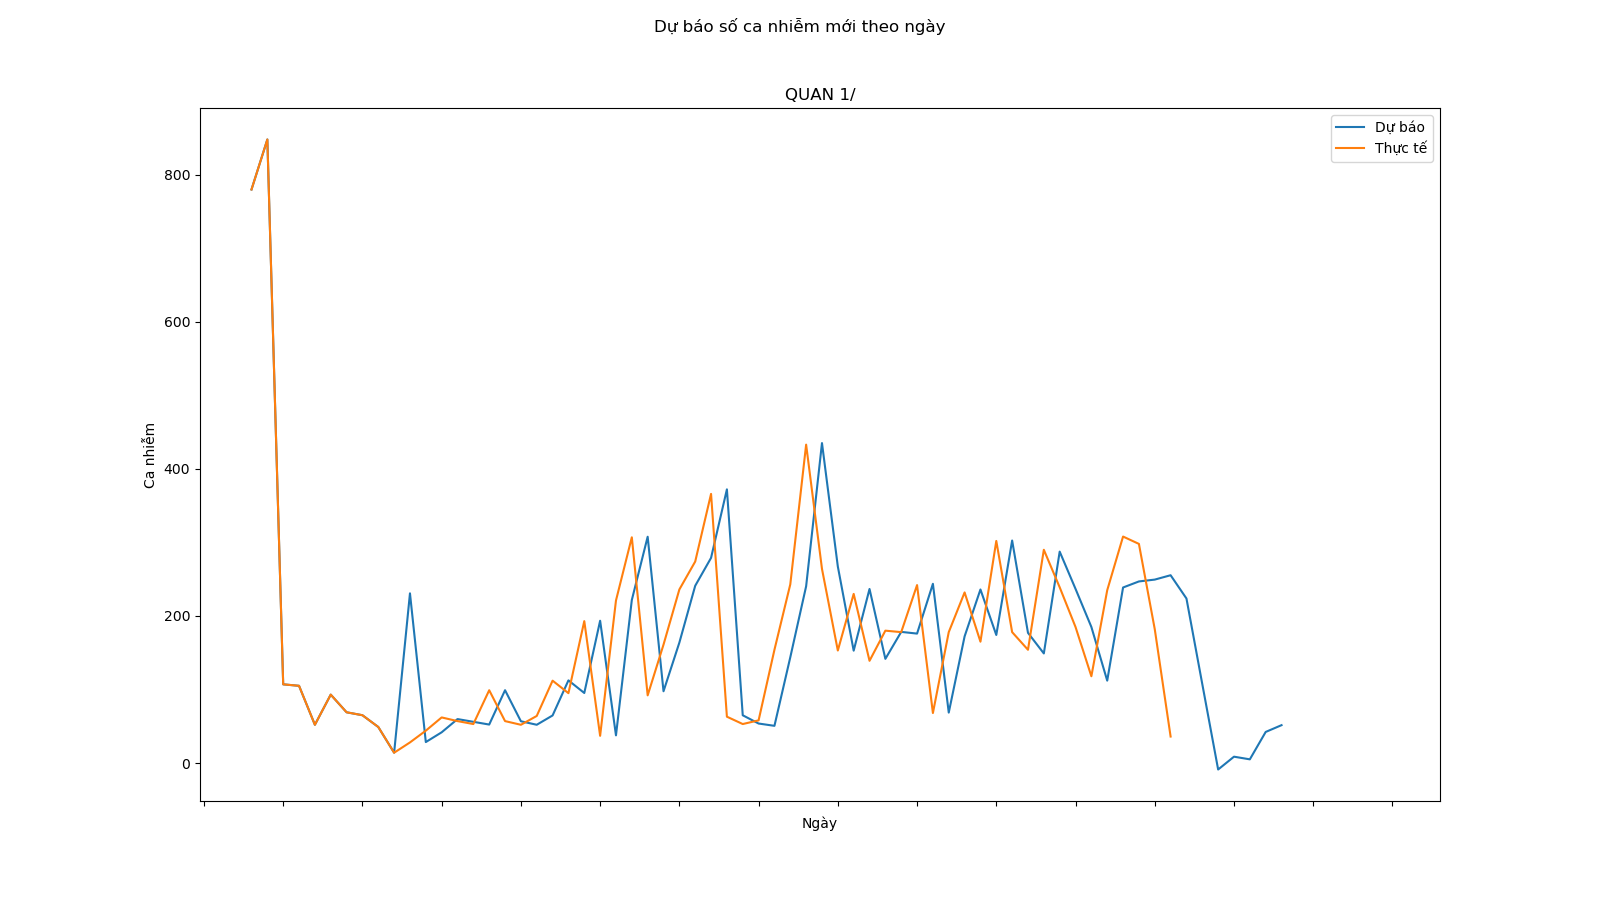 Dự báo số ca nhiễm mới theo ngày
QUAN 1/
Dự báo
Thực tế
800
600
400
200
0
Ca nhiễm
Ngày